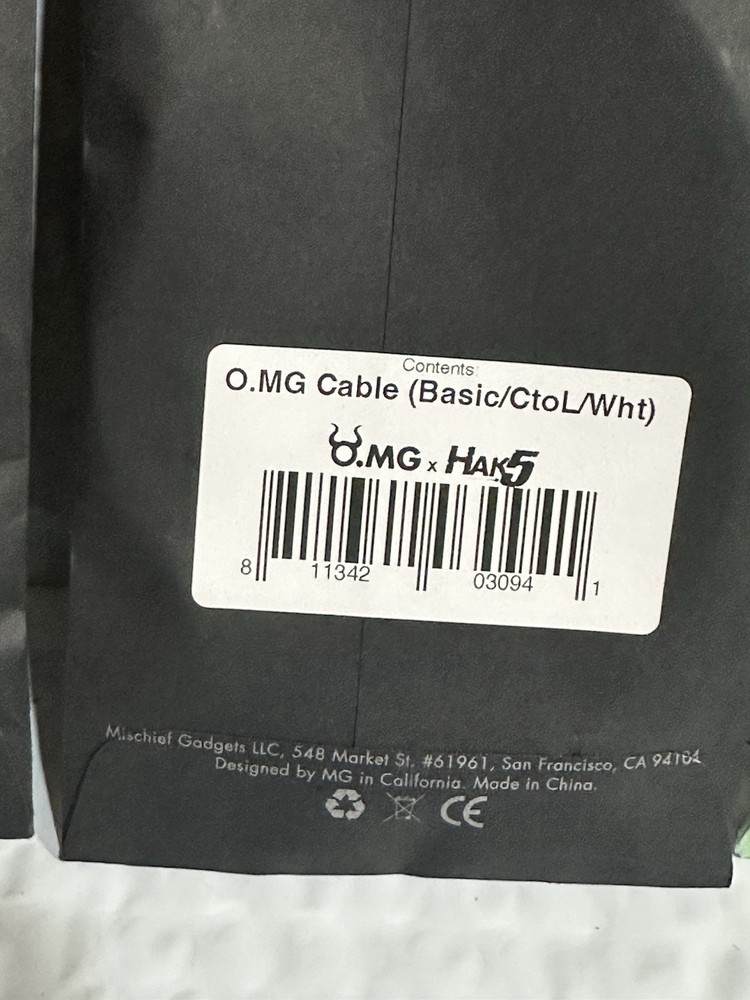 Contents:
O.MG Cable (Basic/CtoL/Wht)
O.MG x HAK5
8 11342 03094 1
Mischief Gadgets LLC, 548 Market St. #61961, San Francisco, CA 94104
Designed by MG in California. Made in China.
CE